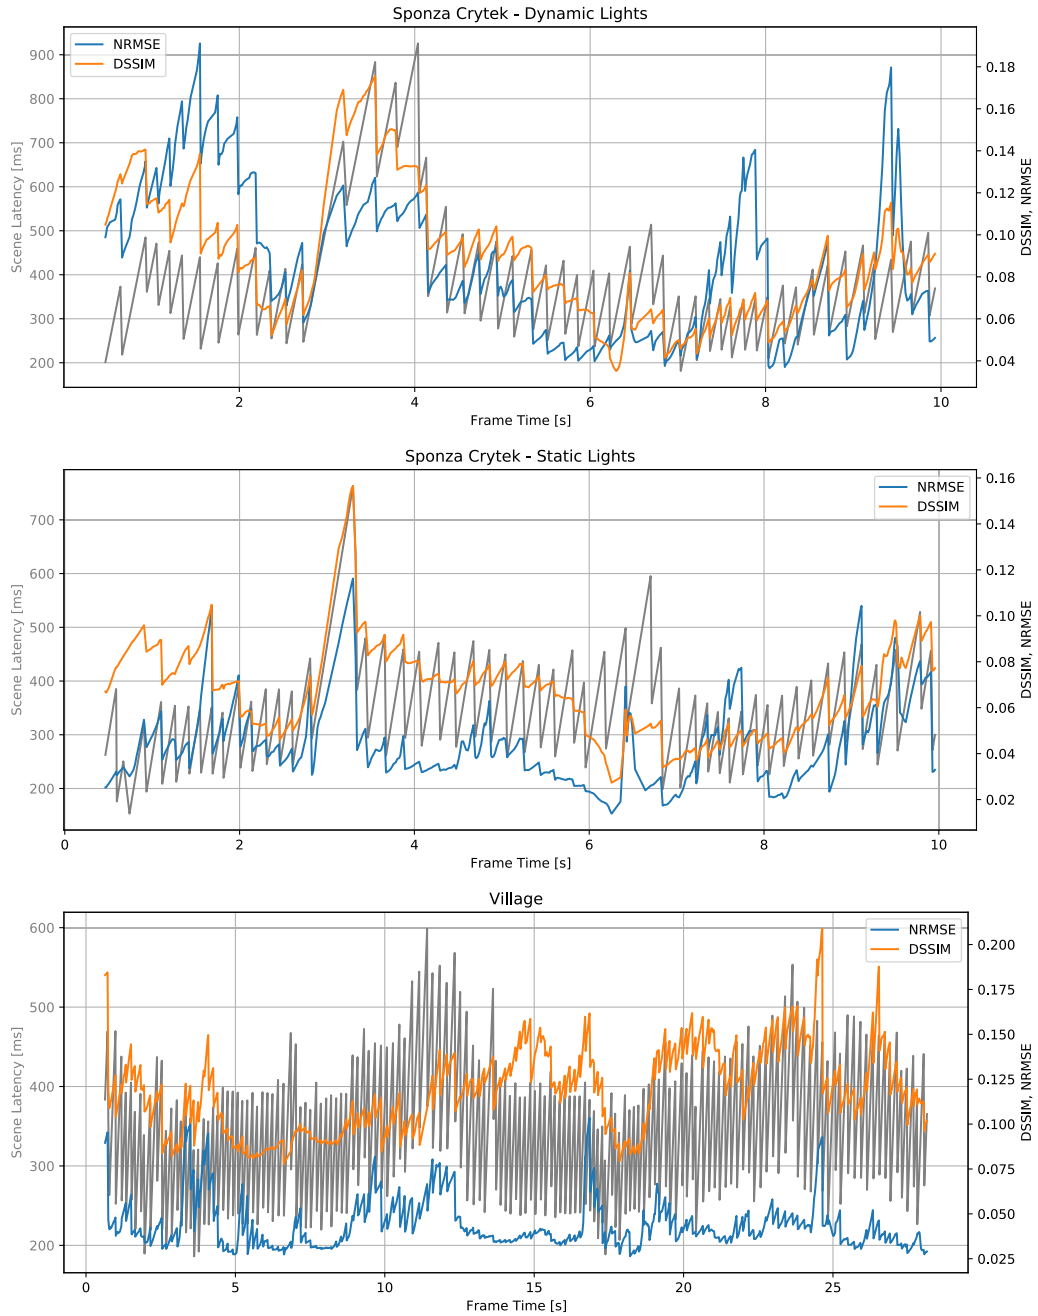 Sponza Crytek - Dynamic Lights
NRMSE
DSSIM
900
800
700
600
500
400
300
200
Scene Latency [ms]
0.18
0.16
0.14
0.12
0.10
0.08
0.06
0.04
DSSIM, NRMSE
2 4 6 8 10
Frame Time [s]
Sponza Crytek - Static Lights
NRMSE
DSSIM
700
600
500
400
300
200
Scene Latency [ms]
0.16
0.14
0.12
0.10
0.08
0.06
0.04
0.02
DSSIM, NRMSE
0 2 4 6 8 10
Frame Time [s]
Village
NRMSE
DSSIM
600
500
400
300
200
Scene Latency [ms]
0.200
0.175
0.150
0.125
0.100
0.075
0.050
0.025
DSSIM, NRMSE
0 5 10 15 20 25
Frame Time [s]